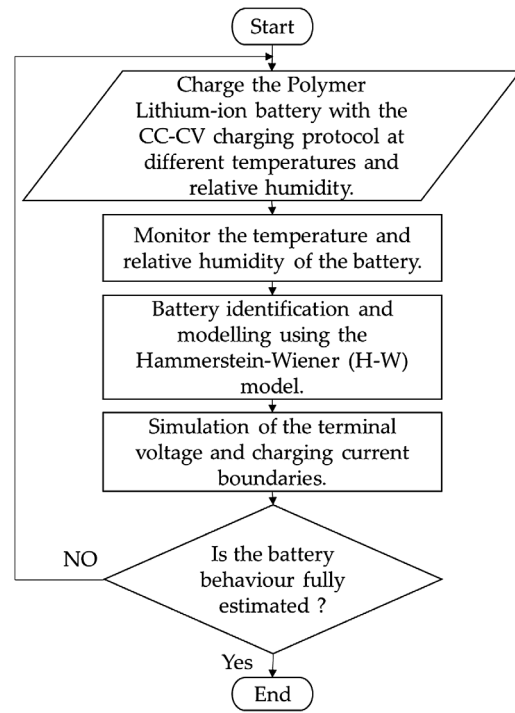 Start
Charge the Polymer
Lithium-ion battery with the
CC-CV charging protocol at
different temperatures and
relative humidity.
Monitor the temperature and
relative humidity of the battery.
Battery identification and
modelling using the
Hammerstein-Wiener (H-W)
model.
Simulation of the terminal
voltage and charging current
boundaries.
NO
Is the battery
behaviour fully
estimated ?
Yes
End